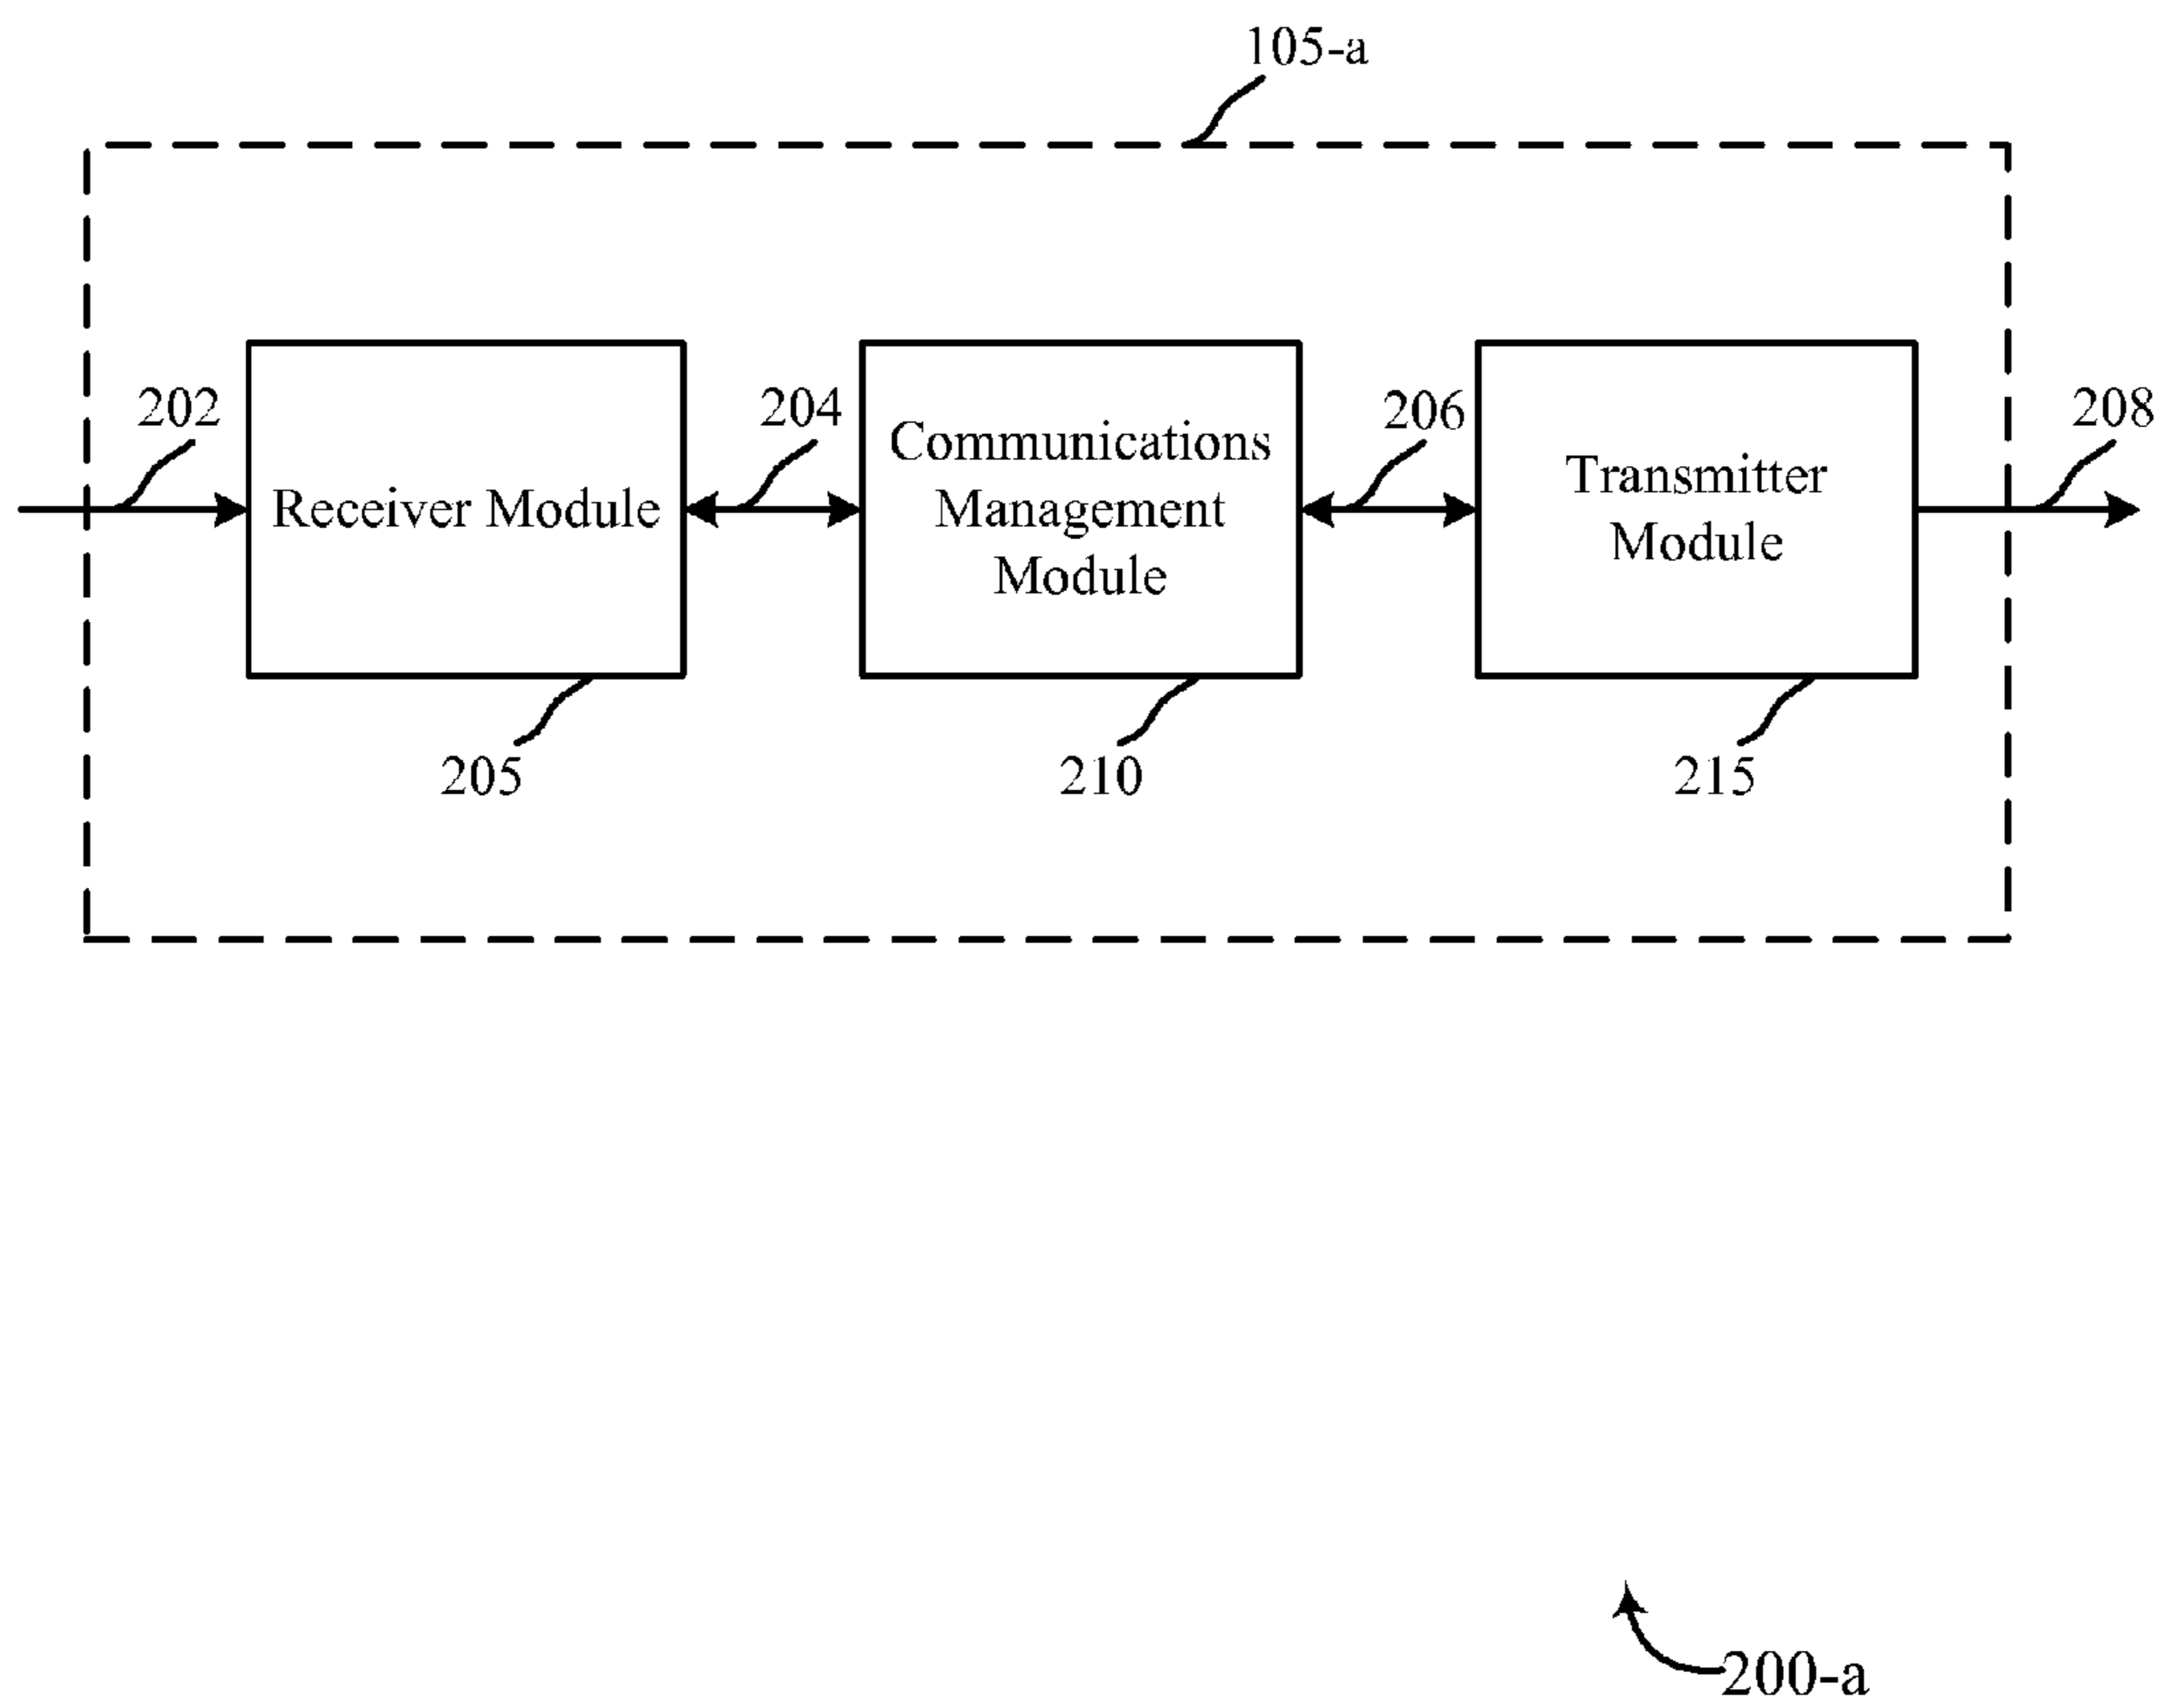 105-a
202
204
206
208
Receiver Module
Communications
Management
Module
Transmitter
Module
205
210
215
200-a